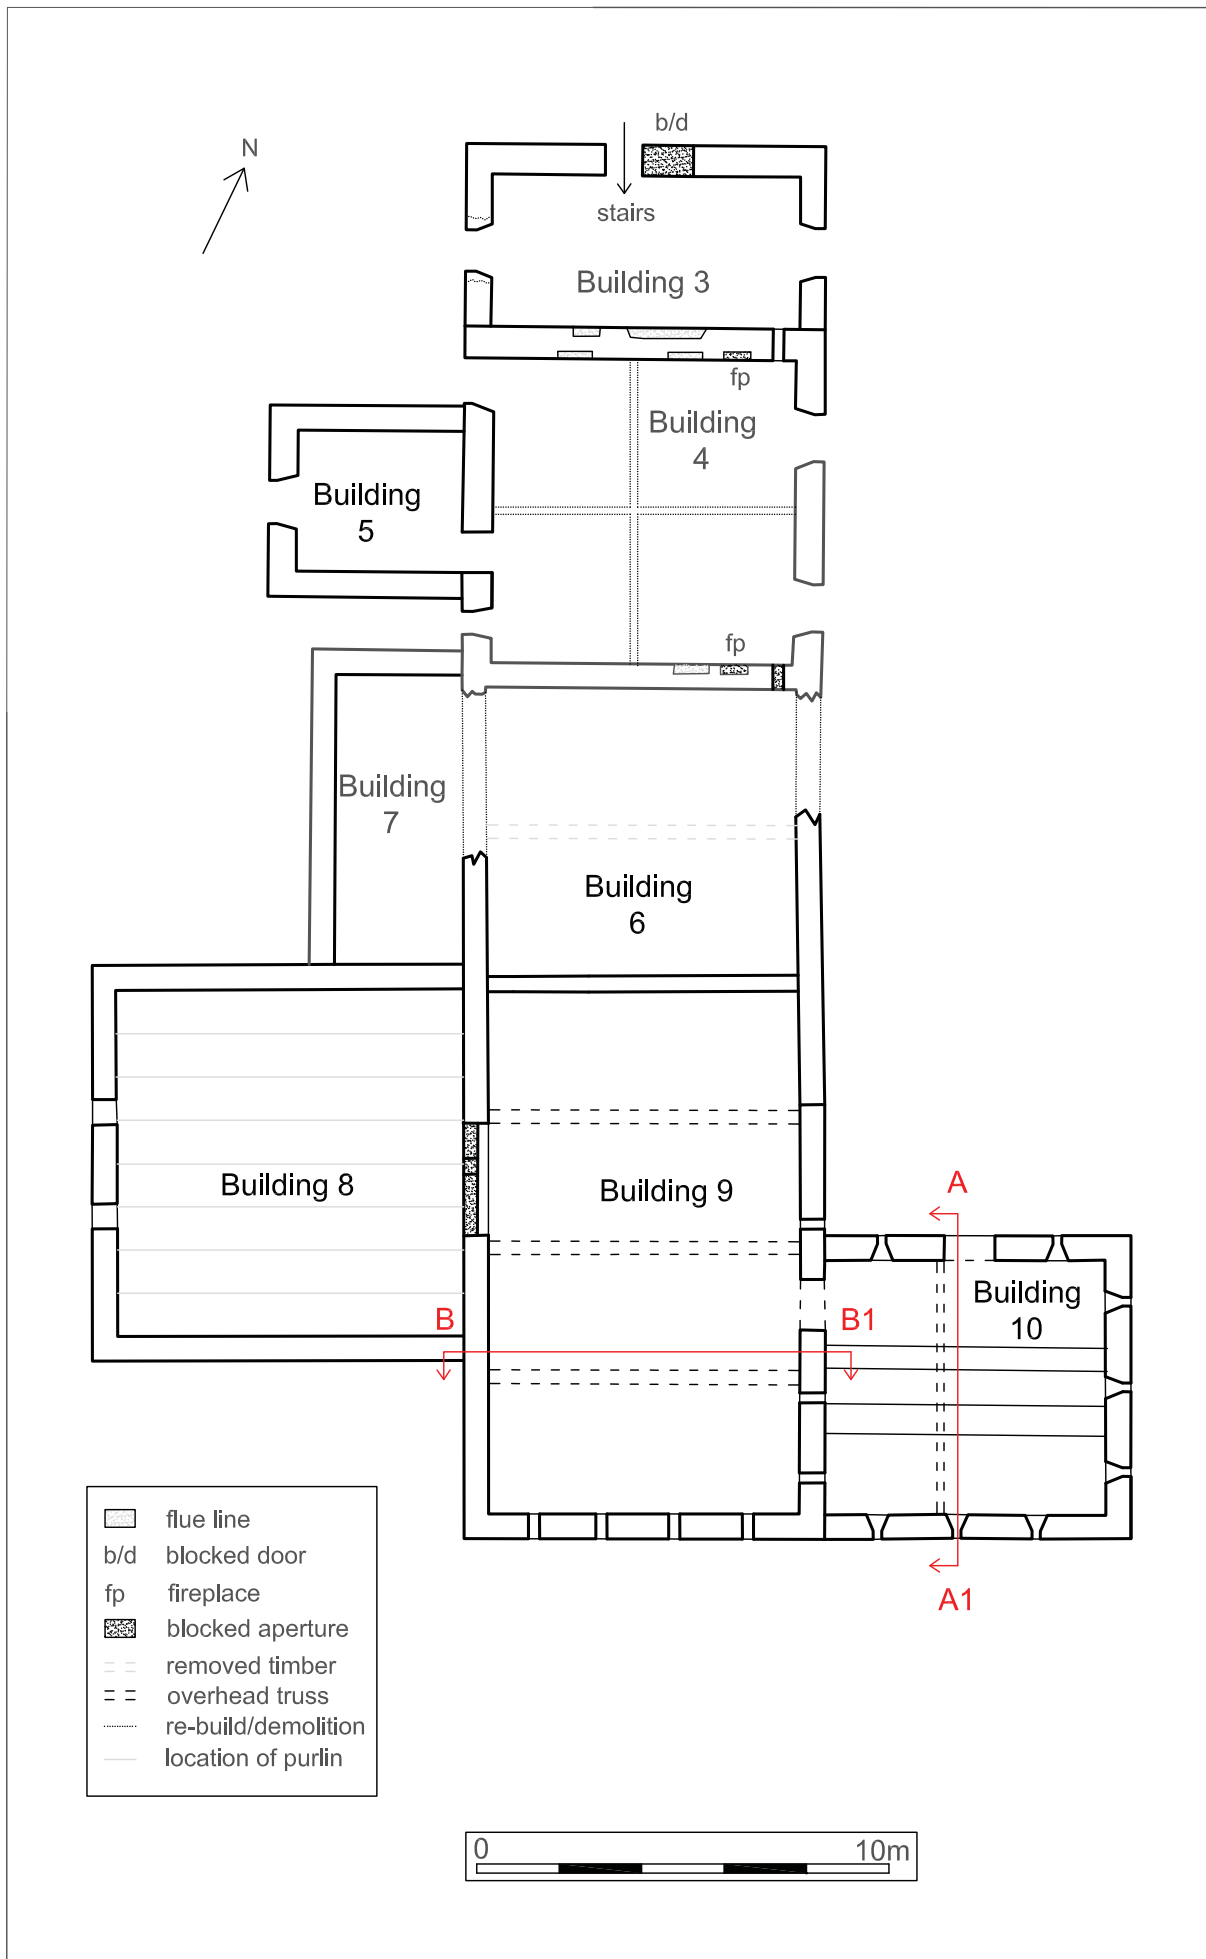 b/d
N
stairs
Building 3
fp
Building
4
Building
5
fp
Building
7
Building
6
Building 8
Building 9
A
Building
10
B
B1
A1
flue line
b/d blocked door
fp fireplace
blocked aperture
removed timber
overhead truss
re-build/demolition
location of purlin
0 10m